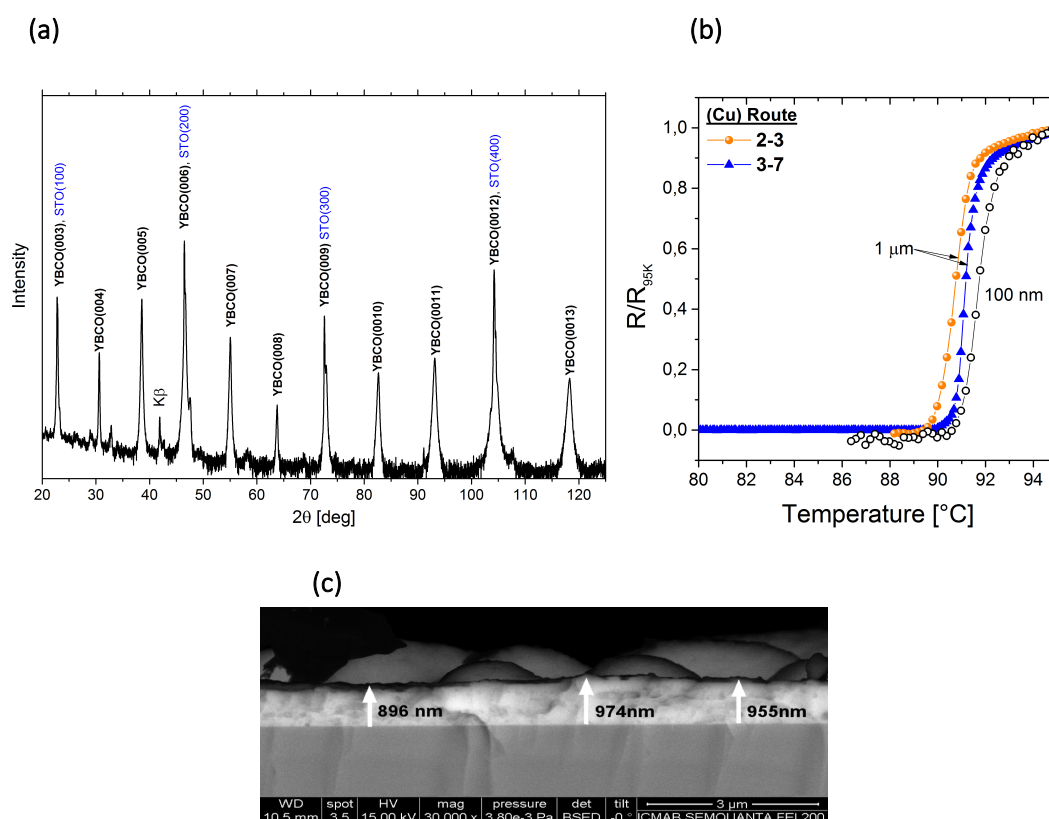 (a)
(b)
Intensity
YBCO(003), STO(100)
YBCO(004)
YBCO(005)
Kβ
YBCO(006), STO(200)
YBCO(007)
YBCO(008)
YBCO(009) STO(300)
YBCO(0010)
YBCO(0011)
YBCO(0012), STO(400)
YBCO(0013)
20 30 40 50 60 70 80 90 100 110 120
2θ [deg]
(Cu) Route
2-3
3-7
1 μm
100 nm
R/R95K
1,0
0,8
0,6
0,4
0,2
0,0
80 82 84 86 88 90 92 94
Temperature [°C]
(c)
896 nm
974nm
955nm
WD spot HV mag pressure det tilt 3 μm
10.5 mm 3.5 15.00 kV 30 000 x 3.80e-3 Pa BSED -0 ° ICMAB SEMQUANTA FEI 200